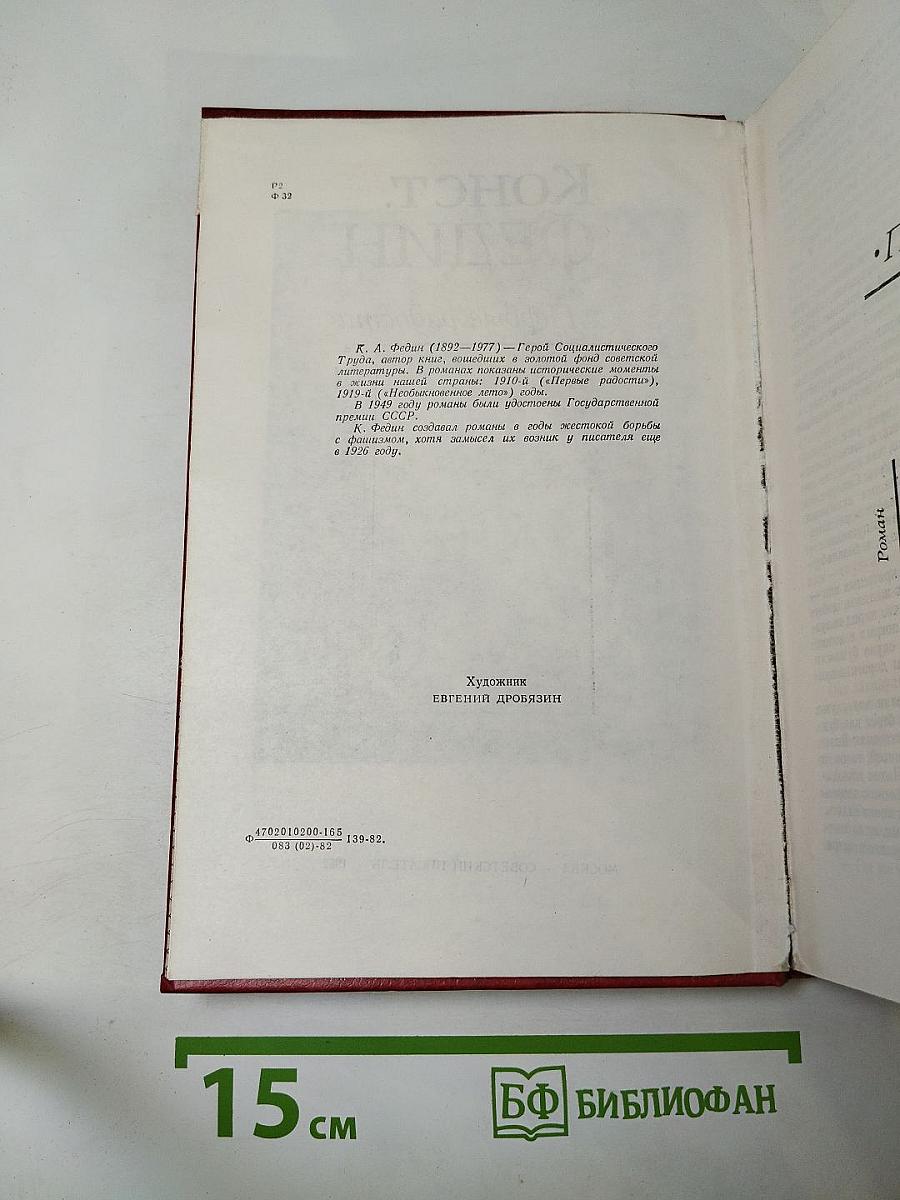 Р2
Ф 32
К. А. Федин (1892—1977) — Герой Социалистического
Труда, автор книг, вошедших в золотой фонд советской
литературы. В романах показаны исторические моменты
в жизни нашей страны: 1910-й («Первые радости»),
1919-й («Необыкновенное лето») годы.
В 1949 году романы были удостоены Государственной
премии СССР.
К. Федин создавал романы в годы жестокой борьбы
с фашизмом, хотя замысел их возник у писателя еще
в 1926 году.
Художник
ЕВГЕНИЙ ДРОБЯЗИН
Ф 4702010200-165 139-82.
083 (02)-82
Роман
15 см
БФ БИБЛИОФАН